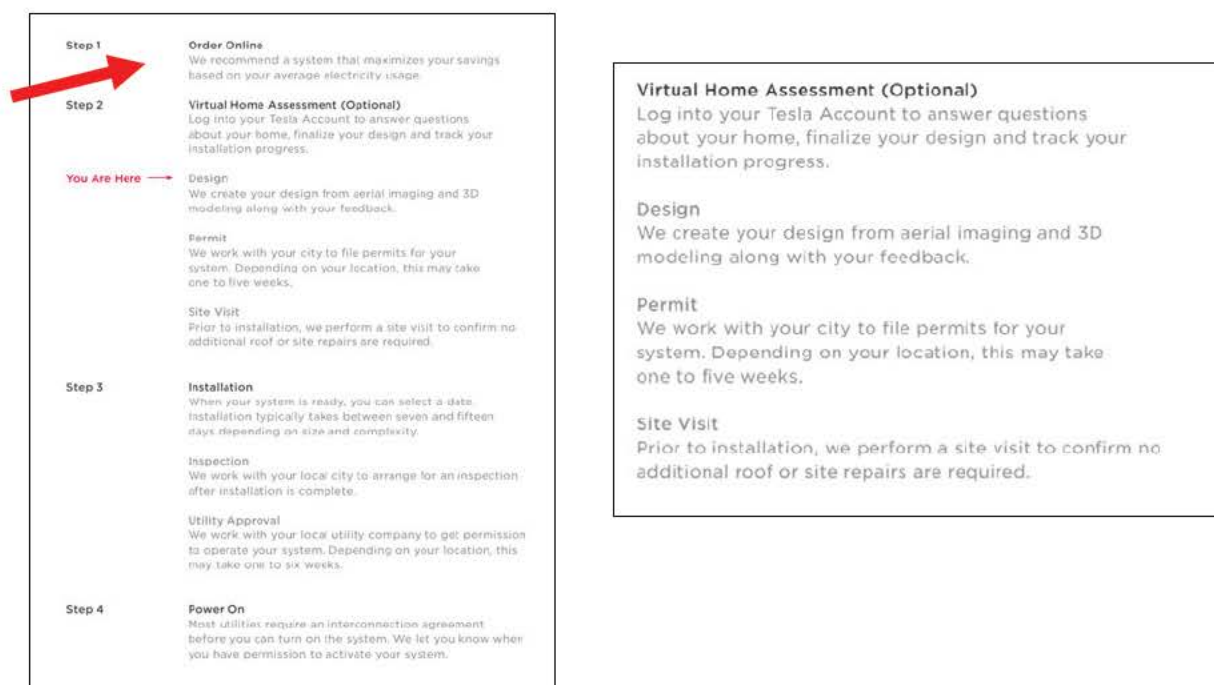 Step 1
Order Online
We recommend a system that maximizes your savings
based on your average electricity usage.
Step 2
Virtual Home Assessment (Optional)
Log into your Tesla Account to answer questions
about your home, finalize your design and track your
installation progress.
You Are Here
Design
We create your design from aerial imaging and 3D
modeling along with your feedback.
Permit
We work with your city to file permits for your
system. Depending on your location, this may take
one to five weeks.
Site Visit
Prior to installation, we perform a site visit to confirm no
additional roof or site repairs are required.
Step 3
Installation
When your system is ready, you can select a date.
Installation typically takes between seven and fifteen
days depending on size and complexity.
Inspection
We work with your local city to arrange for an inspection
after installation is complete.
Utility Approval
We work with your local utility company to get permission
to operate your system. Depending on your location, this
may take one to six weeks.
Step 4
Power On
Most utilities require an interconnection agreement
before you can turn on the system. We let you know when
you have permission to activate your system.
Virtual Home Assessment (Optional)
Log into your Tesla Account to answer questions
about your home, finalize your design and track your
installation progress.
Design
We create your design from aerial imaging and 3D
modeling along with your feedback.
Permit
We work with your city to file permits for your
system. Depending on your location, this may take
one to five weeks.
Site Visit
Prior to installation, we perform a site visit to confirm no
additional roof or site repairs are required.